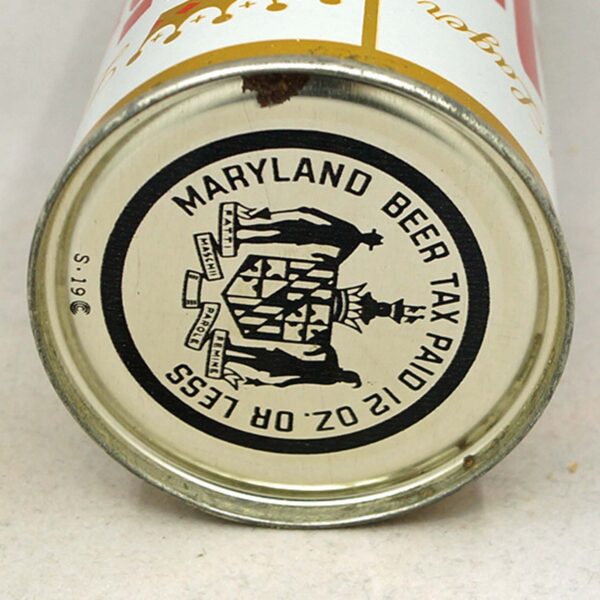 MARYLAND BEER TAX PAID 12 OZ. OR LESS
FATTI
MASCHII
PAROLE
FEMINE
S·19 C
Lager